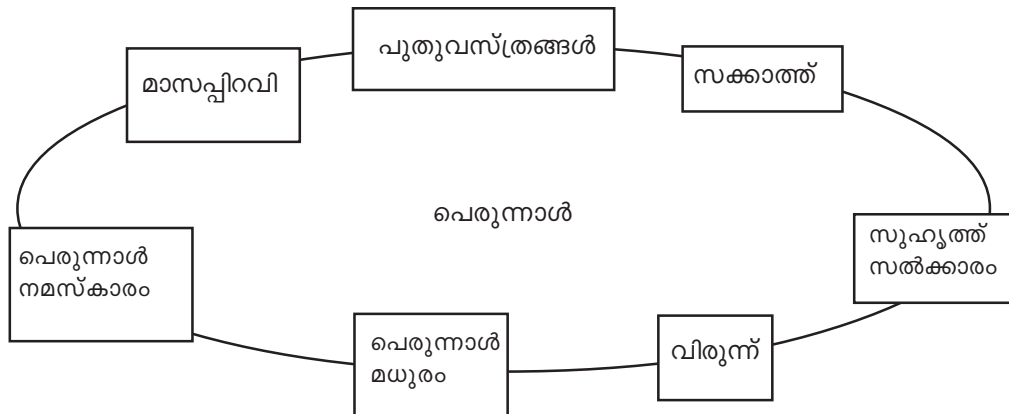 പുതുവസ്ത്രങ്ങൾ
മാസപ്പിറവി
സക്കാത്ത്
പെരുന്നാൾ
പെരുന്നാൾ
നമസ്കാരം
സുഹൃത്ത്
സൽക്കാരം
പെരുന്നാൾ
മധുരം
വിരുന്ന്